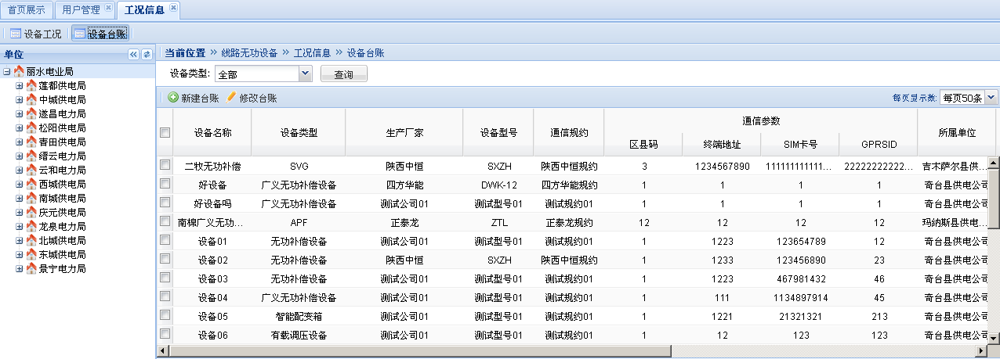 首页展示 用户管理 工况信息
设备工况 设备台账
单位
丽水电业局
莲都供电局
中城供电局
遂昌电力局
松阳供电局
青田供电局
缙云电力局
云和电力局
西城供电局
南城供电局
庆元供电局
龙泉电力局
北城供电局
东城供电局
景宁电力局
当前位置 >> 线路无功设备 >> 工况信息 >> 设备台账
设备类型: 全部 查询
新建台账 修改台账 每页显示数: 每页50条
设备名称 设备类型 生产厂家 设备型号 通信规约 通信参数 所属单位
区县码 终端地址 SIM卡号 GPRSID
二牧无功补偿 SVG 陕西中恒 SXZH 陕西中恒规约 3 1234567890 111111111111... 22222222222... 吉木萨尔县供...
好设备 广义无功补偿设备 四方华能 DWK-12 四方华能规约 1 1 1 1 奇台县供电公司
好设备吗 广义无功补偿设备 测试公司01 测试型号01 测试规约01 1 1 1 1 奇台县供电公司
南棉广义无功... APF 正泰龙 ZTL 正泰龙规约 12 12 12 12 玛纳斯县供电...
设备01 无功补偿设备 测试公司01 测试型号01 测试规约01 1 1223 123654789 12 奇台县供电公司
设备02 无功补偿设备 陕西中恒 SXZH 陕西中恒规约 1 1233 123456890 23 奇台县供电公司
设备03 无功补偿设备 测试公司01 测试型号01 测试规约01 1 1223 467981432 46 奇台县供电公司
设备04 广义无功补偿设备 测试公司01 测试型号01 测试规约01 1 111 1134897914 45 奇台县供电公司
设备05 智能配变箱 测试公司01 测试型号01 测试规约01 1 1221 21321321 213 奇台县供电公司
设备06 有载调压设备 测试公司01 测试型号01 测试规约01 1 12 123 123 奇台县供电公司